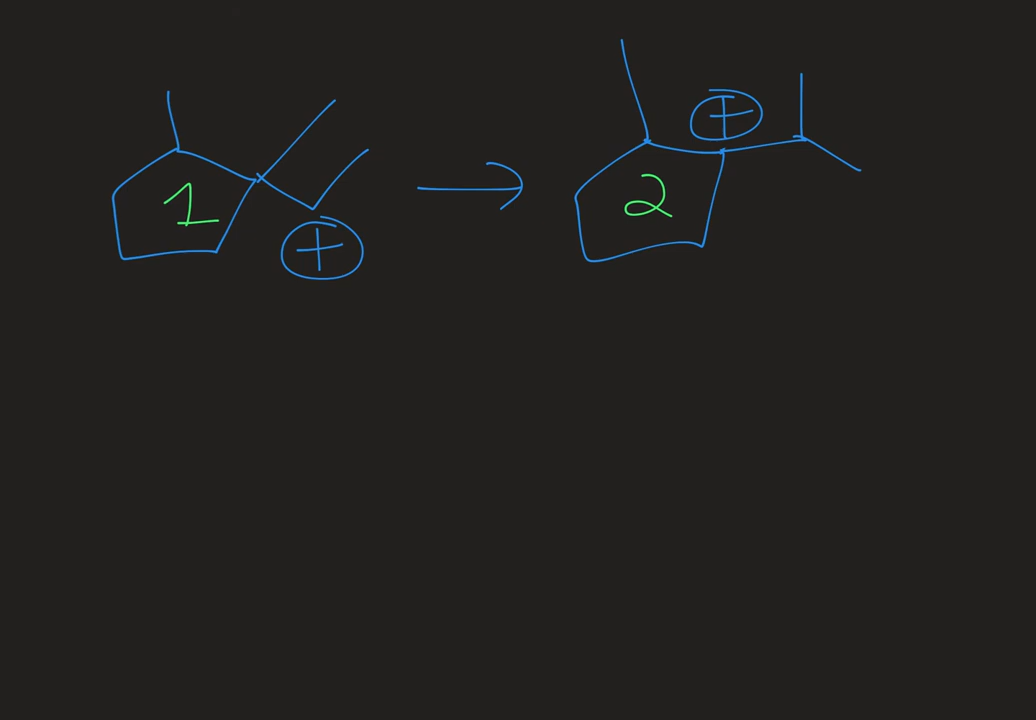 1 ⊕ → 2 ⊕